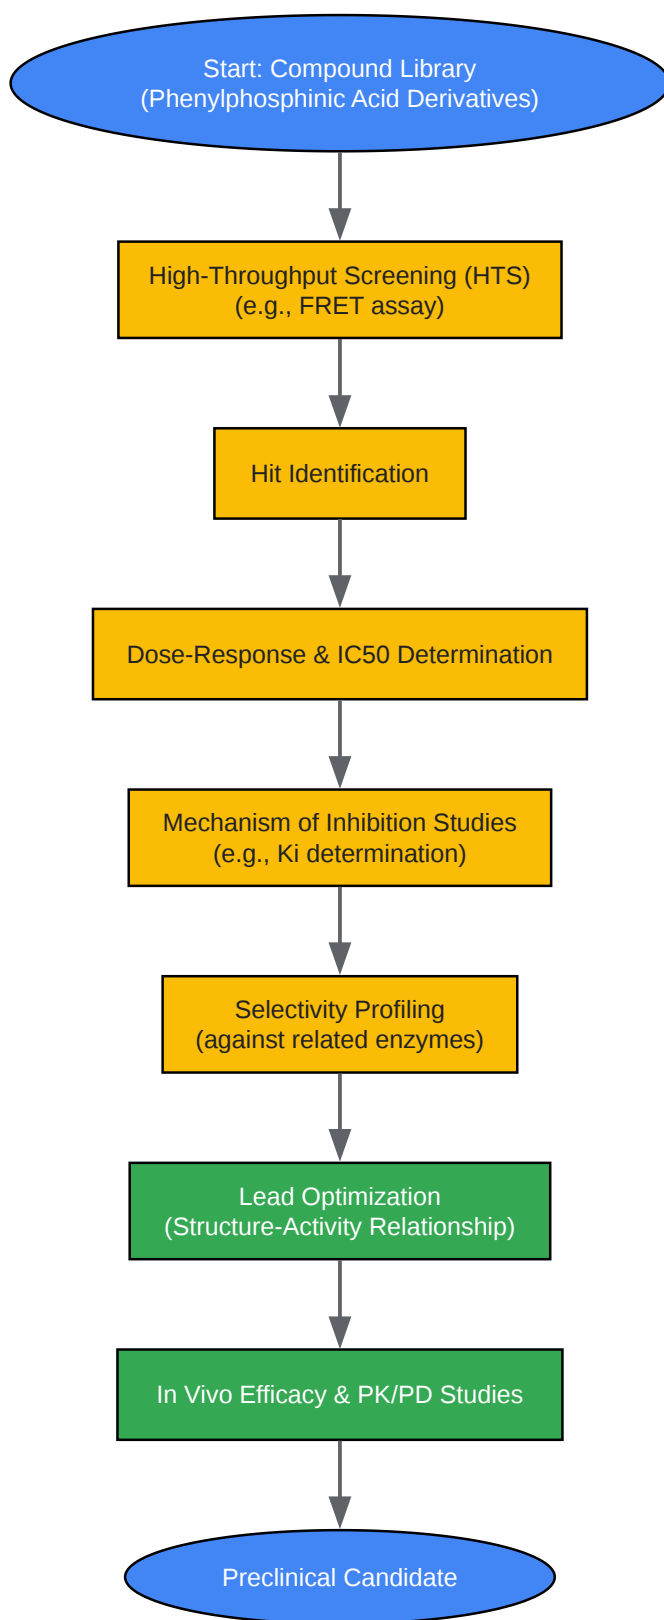 Start: Compound Library
(Phenylphosphinic Acid Derivatives)
High-Throughput Screening (HTS)
(e.g., FRET assay)
Hit Identification
Dose-Response & IC50 Determination
Mechanism of Inhibition Studies
(e.g., Ki determination)
Selectivity Profiling
(against related enzymes)
Lead Optimization
(Structure-Activity Relationship)
In Vivo Efficacy & PK/PD Studies
Preclinical Candidate